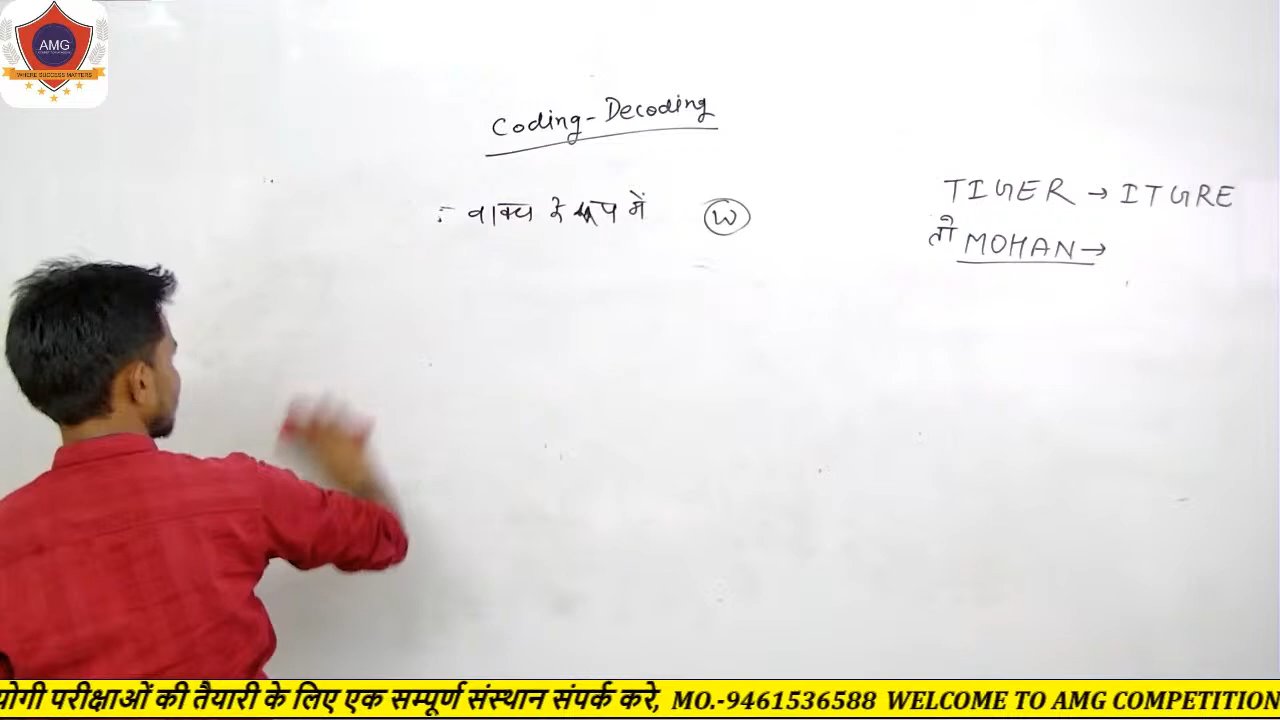 AMG
WHERE SUCCESS MATTERS
Coding-Decoding
:- वाक्य के रूप में W
TIGER → ITGRE
तो MOHAN →
योगी परीक्षाओं की तैयारी के लिए एक सम्पूर्ण संस्थान संपर्क करे, MO.-9461536588 WELCOME TO AMG COMPETITION